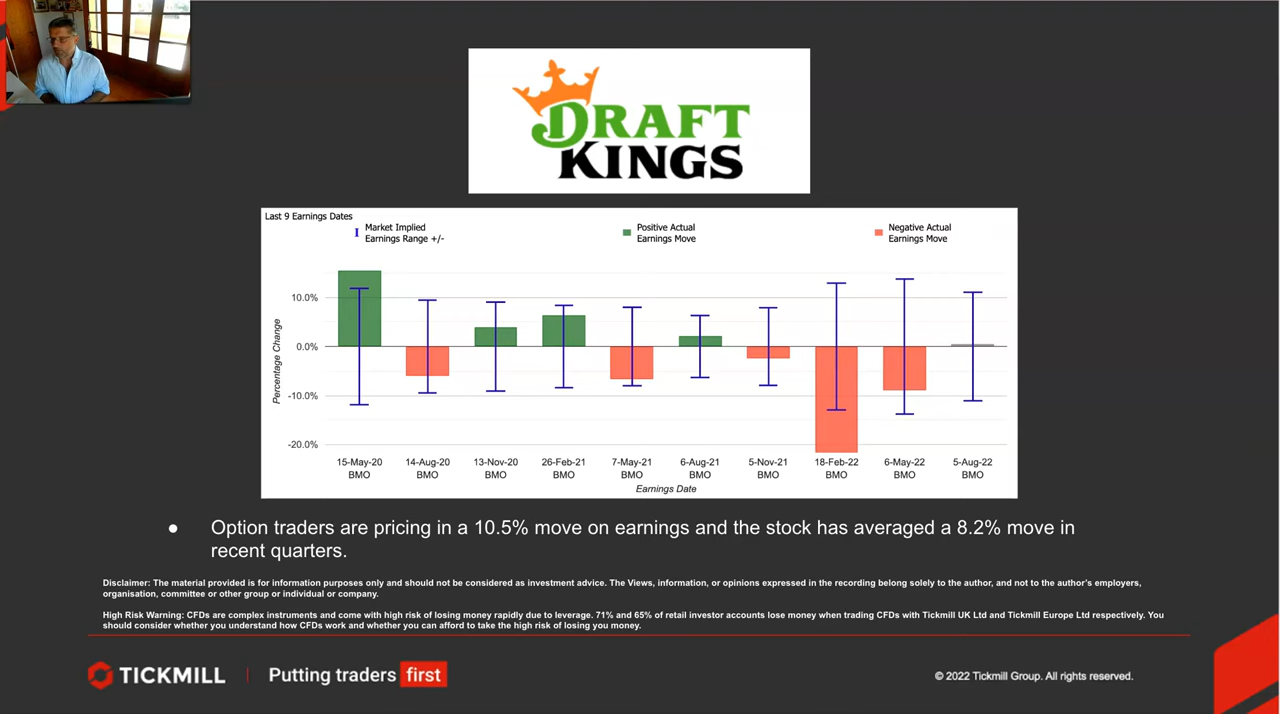 DRAFT
KINGS
Last 9 Earnings Dates
Market Implied
Earnings Range +/-
Positive Actual
Earnings Move
Negative Actual
Earnings Move
Percentage Change
10.0%
0.0%
-10.0%
-20.0%
15-May-20 14-Aug-20 13-Nov-20 26-Feb-21 7-May-21 6-Aug-21 5-Nov-21 18-Feb-22 6-May-22 5-Aug-22
BMO BMO BMO BMO BMO BMO BMO BMO BMO BMO
Earnings Date
● Option traders are pricing in a 10.5% move on earnings and the stock has averaged a 8.2% move in
recent quarters.
Disclaimer: The material provided is for information purposes only and should not be considered as investment advice. The Views, information, or opinions expressed in the recording belong solely to the author, and not to the author's employers,
organisation, committee or other group or individual or company.
High Risk Warning: CFDs are complex instruments and come with high risk of losing money rapidly due to leverage. 71% and 65% of retail investor accounts lose money when trading CFDs with Tickmill UK Ltd and Tickmill Europe Ltd respectively. You
should consider whether you understand how CFDs work and whether you can afford to take the high risk of losing you money.
TICKMILL | Putting traders first
© 2022 Tickmill Group. All rights reserved.